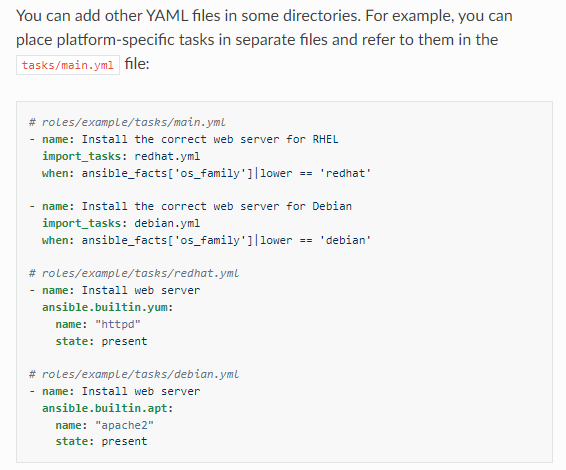 You can add other YAML files in some directories. For example, you can
place platform-specific tasks in separate files and refer to them in the
tasks/main.yml file:
# roles/example/tasks/main.yml
- name: Install the correct web server for RHEL
  import_tasks: redhat.yml
  when: ansible_facts['os_family']|lower == 'redhat'

- name: Install the correct web server for Debian
  import_tasks: debian.yml
  when: ansible_facts['os_family']|lower == 'debian'

# roles/example/tasks/redhat.yml
- name: Install web server
  ansible.builtin.yum:
    name: "httpd"
    state: present

# roles/example/tasks/debian.yml
- name: Install web server
  ansible.builtin.apt:
    name: "apache2"
    state: present